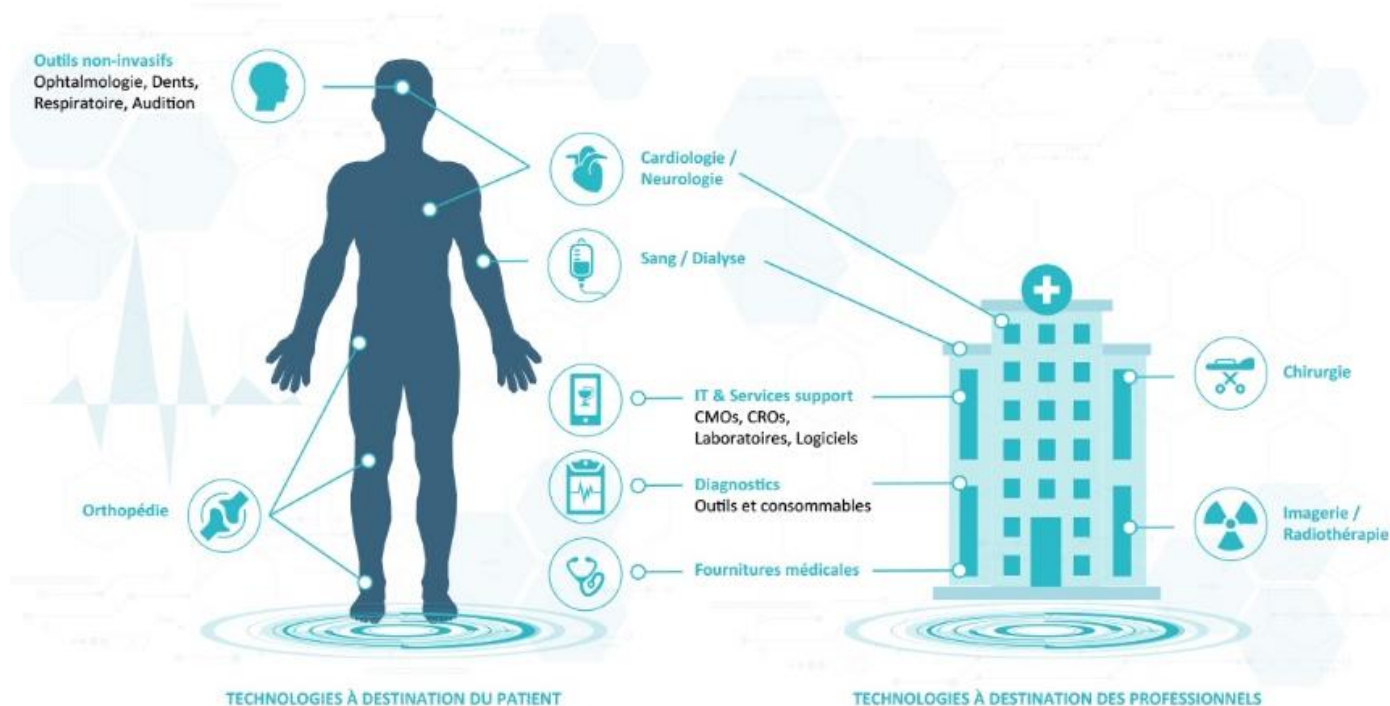 Outils non-invasifs
Ophtalmologie, Dents,
Respiratoire, Audition
Cardiologie /
Neurologie
Sang / Dialyse
IT & Services support
CMOs, CROs,
Laboratoires, Logiciels
Chirurgie
Orthopédie
Diagnostics
Outils et consommables
Imagerie /
Radiothérapie
Fournitures médicales
TECHNOLOGIES À DESTINATION DU PATIENT
TECHNOLOGIES À DESTINATION DES PROFESSIONNELS